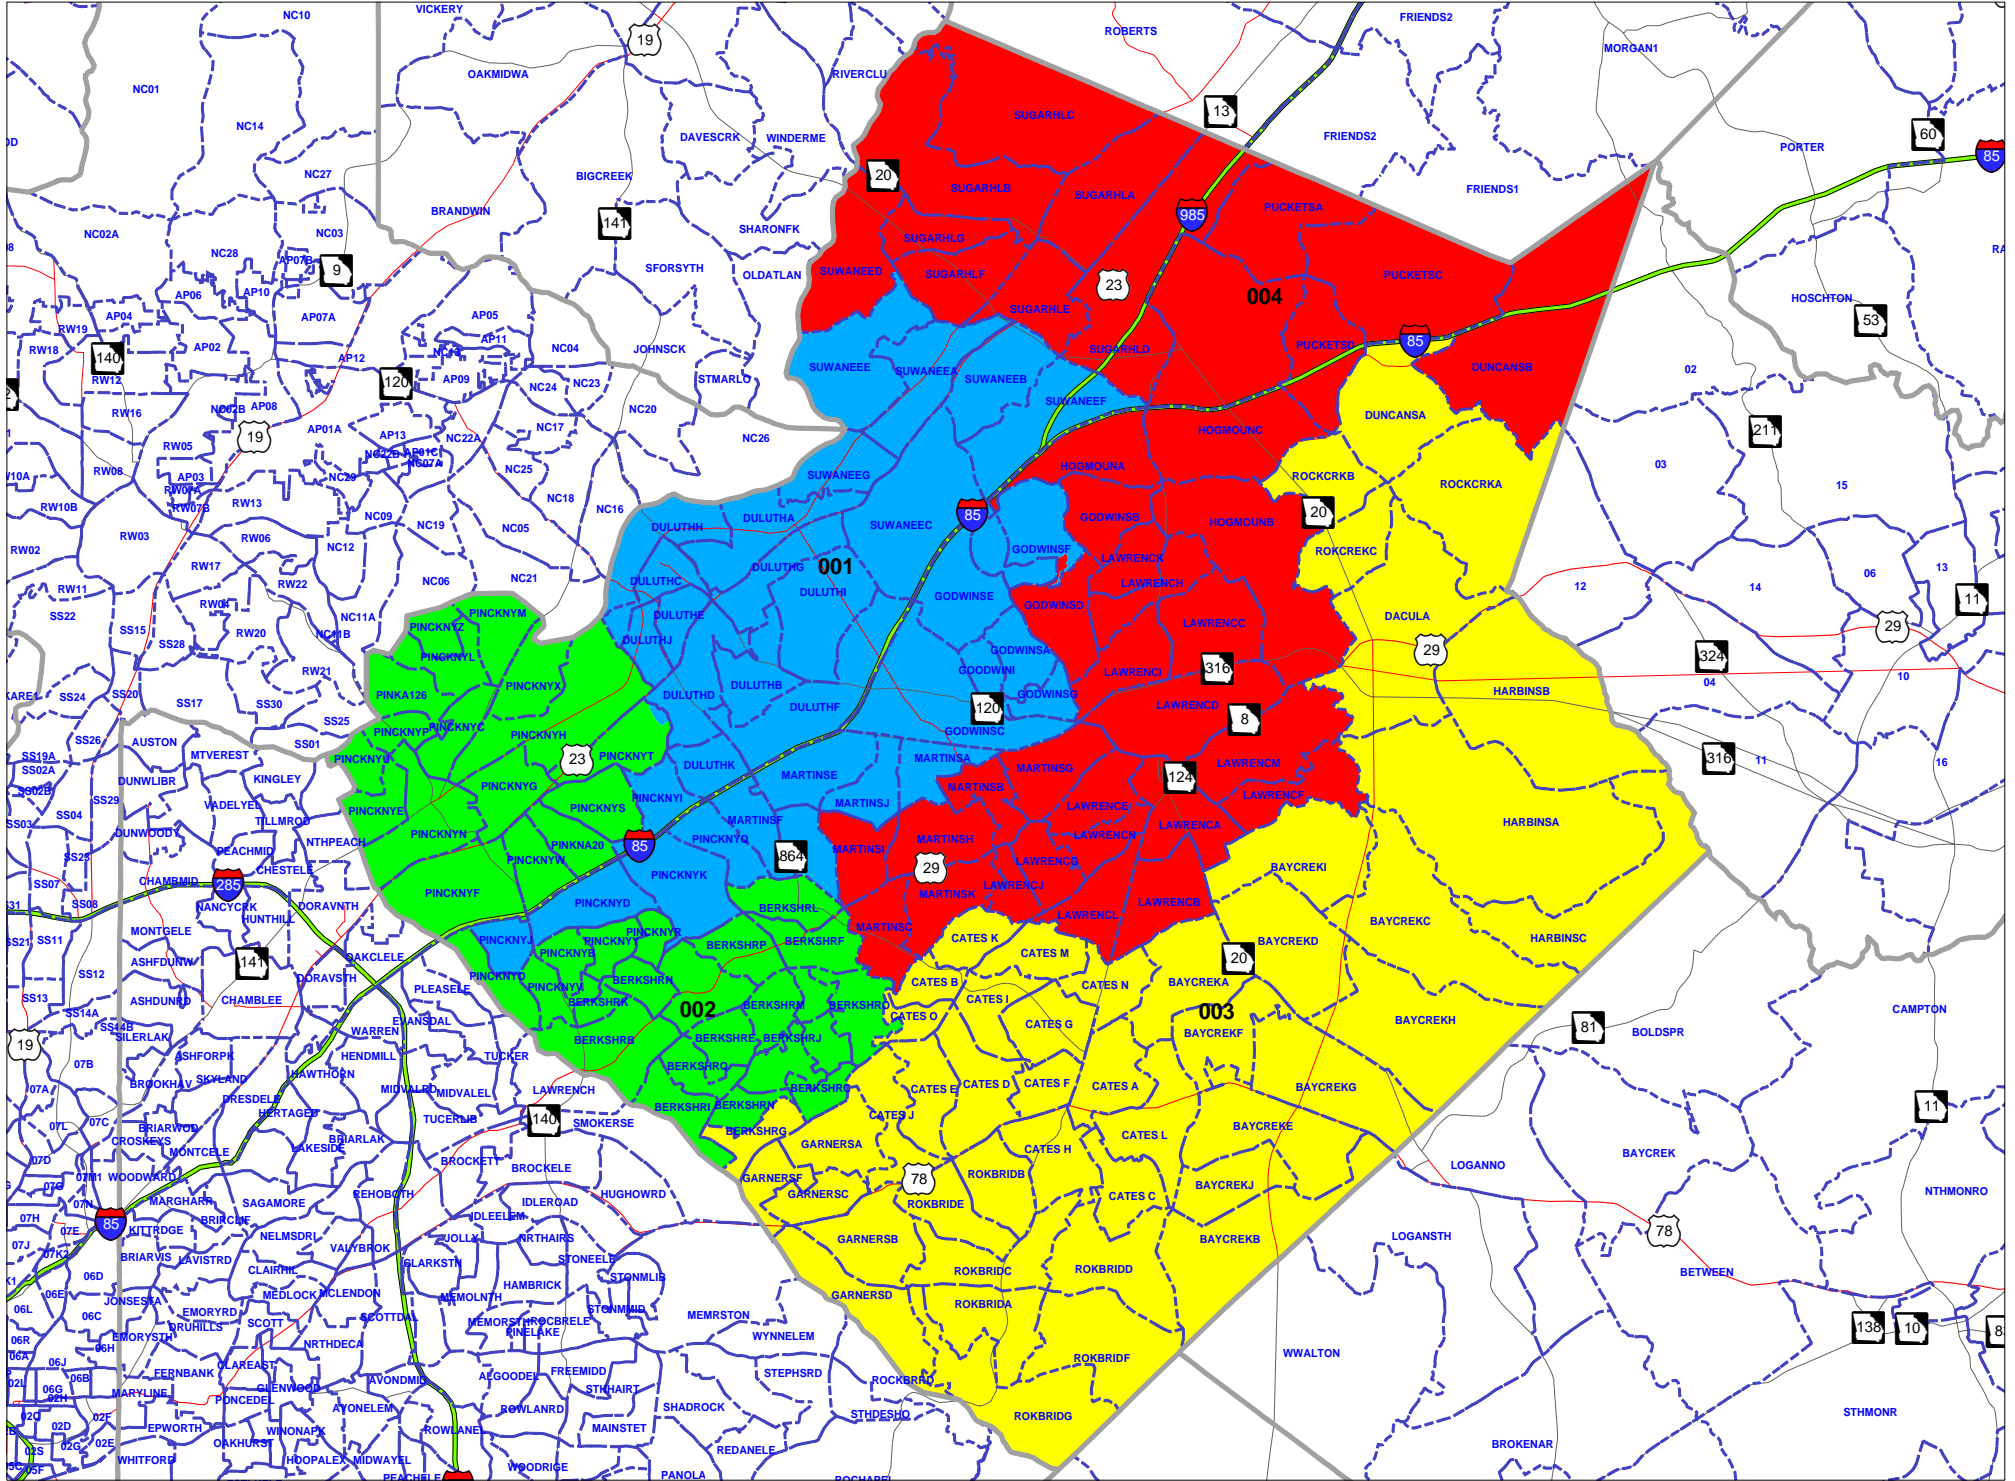 NC10
VICKERY
ROBERTS
FRIENDS2
MORGAN1
19
OAKMIDWA
RIVERCLU
NC01
NC14
SUGARHLC
13
FRIENDS2
DAVESCRK
WINDERME
60
PORTER
85
NC27
BIGCREEK
20
SUGARHLB
SUGARHLA
FRIENDS1
BRANDWIN
141
PUCKETSA
985
NC02A
NC03
SHARONFK
SUGARHLG
NC28
AP07B
9
SFORSYTH
OLDATLAN
SUWANEED
SUGARHLF
23
PUCKETSC
004
AP06
AP10
HOSCHTON
53
AP04
AP07A
AP05
SUGARHLE
RW19
AP11
RW18
140
AP02
AP12
NC13
NC04
JOHNSCK
SUGARHLD
PUCKETSD
85
RW12
120
AP09
NC24
NC23
STMARLO
SUWANEEE
SUWANEEA
SUWANEEB
DUNCANSB
02
RW16
NC02B
AP08
NC20
SUWANEEF
DUNCANSA
19
AP01A
AP13
NC22A
NC17
NC26
HOGMOUNC
211
RW05
NC22B
AP01C
NC07A
RW08
AP03
NC29
NC25
SUWANEEG
HOGMOUNA
ROCKCRKB
ROCKCRKA
03
15
RW07A
RW10B
RW07B
RW13
NC09
NC18
NC16
DULUTHH
DULUTHA
SUWANEEC
85
GODWINSB
HOGMOUNB
20
RW02
RW03
RW06
NC12
NC19
NC05
GODWINSF
ROKCREKC
RW17
DULUTHG
001
LAWRENCK
RW11
RW22
NC06
NC21
DULUTHC
DULUTHI
LAWRENCH
12
14
06
13
SS22
RW04
NC11A
PINCKNYM
DULUTHE
GODWINSE
GODWINSD
11
SS15
RW20
NC11B
PINCKNYZ
DULUTHJ
LAWRENCC
DACULA
29
29
SS28
PINCKNYL
GODWINSA
324
RW21
GOODWINI
LAWRENCI
316
SS24
SS20
PINKA126
PINCKNYX
DULUTHD
DULUTHB
GODWINSG
HARBINSB
04
10
SS17
SS30
DULUTHF
120
LAWRENCD
8
SS25
PINCKNYP
PINCKNYC
PINCKNYH
GODWINSC
SS26
AUSTON
SS01
SS19A
MTVEREST
PINCKNYU
23
PINCKNYT
DULUTHK
MARTINSA
MARTINSG
LAWRENCM
316
11
16
SS02A
DUNWLIBR
KINGLEY
PINCKNYG
MARTINSE
MARTINSB
124
SS02B
SS29
VADELYEL
PINCKNYE
PINCKNYS
PINCKNYI
MARTINSJ
LAWRENCE
LAWRENCF
SS03
SS04
TILLMROD
DUNWOODY
NTHPEACH
PINCKNYN
MARTINSF
PINCKNYQ
MARTINSH
LAWRENCN
LAWRENCA
HARBINSA
SS23
PEACHMID
PINKNA20
85
MARTINSI
CHESTELE
PINCKNYW
864
LAWRENCG
BAYCREKI
SS07
CHAMBMID
285
PINCKNYF
PINCKNYK
29
LAWRENCJ
SS08
NANCYCRK
DORAVNTH
PINCKNYD
BERKSHRL
MARTINSK
LAWRENCB
HUNTHILL
LAWRENCL
BAYCREKC
SS21
SS11
MONTGELE
PINCKNYJ
PINCKNYY
PINCKNYR
MARTINSC
CATES K
BAYCREKD
HARBINSC
141
OAKCLELE
PINCKNYB
BERKSHRP
BERKSHRF
CATES M
20
ASHFDUNW
SS12
DORAVSTH
PINCKNYO
PINCKNYV
BERKSHRH
CATES B
CATES N
BAYCREKA
SS13
ASHDUNRD
CHAMBLEE
PLEASELE
BERKSHRK
002
BERKSHRM
BERKSHRD
CATES I
003
CAMPTON
SS14A
SS14B
EVANSDAL
CATES O
CATES G
BAYCREKF
BAYCREKH
81
BOLDSPR
19
SILERLAK
WARREN
BERKSHRB
BERKSHRE
BERKSHRJ
ASHFORPK
HENDMILL
TUCKER
07B
BROOKHAV
SKYLAND
HAWTHORN
BERKSHRQ
CATES E
CATES D
CATES F
CATES A
BAYCREKG
07A
DRESDELE
MIDVALRD
MIDVALEL
LAWRENCH
BERKSHRC
11
HERTAGED
BERKSHRI
BERKSHRN
07L
07C
BRIARWOD
TUCERLIB
140
SMOKERSE
CATES J
CATES L
BAYCREKE
CROSKEYS
BRIARLAK
BERKSHRG
GARNERSA
CATES H
MONTCELE
LAKESIDE
BAYCREK
07D
BROCKETT
BROCKELE
GARNERSF
78
ROKBRIDB
LOGANNO
07G
07M1
WOODWARD
REHOBOTH
HUGHOWRD
GARNERSC
CATES C
BAYCREKJ
NTHMONRO
07N
MARGHARR
SAGAMORE
IDLEROAD
ROKBRIDE
07H
85
BRIRCLIF
IDLEELEM
07E
KITTRDGE
NELMSDRI
JOLLY
NRTHAIRS
GARNERSB
BAYCREKB
LOGANSTH
78
07J
07K2
BRIARVIS
LAVISTRD
VALYBROK
CLARKSTN
STONEELE
06D
CLAIRHIL
HAMBRICK
STONMLIB
ROKBRIDC
ROKBRIDD
BETWEEN
06E
JONSESTA
MEDLOCK
MCLENDON
MEMOLNTH
GARNERSD
ROKBRIDA
06L
06C
EMORYRD
SCOTT
SCOTTDAL
MEMORSTH
ROCBRELE
STONMMID
MEMRSTON
DRUHILLS
PINELAKE
WYNNELEM
138
10
06R
EMORYSTH
NRTHDECA
06A
06H
06J
FERNBANK
CLAREAST
AVONDMID
ALGOODEL
FREEMIDD
STEPHSRD
ROCKBRRD
ROKBRIDF
WWALTON
02L
06B
06G
02H
MARYLINE
GLENWOOD
STHHAIRT
PONCEDEL
02F
AVONELEM
ROWLANRD
SHADROCK
STHDESHO
ROKBRIDG
STHMONR
02D
EPWORTH
WINONAPK
ROWLANEL
MAINSTET
02S
02G
02E
OAKHURST
REDANELE
BROKENAR
WHITFORD
HOOPALEX
MIDWAYEL
WOODRIGE
PANOLA